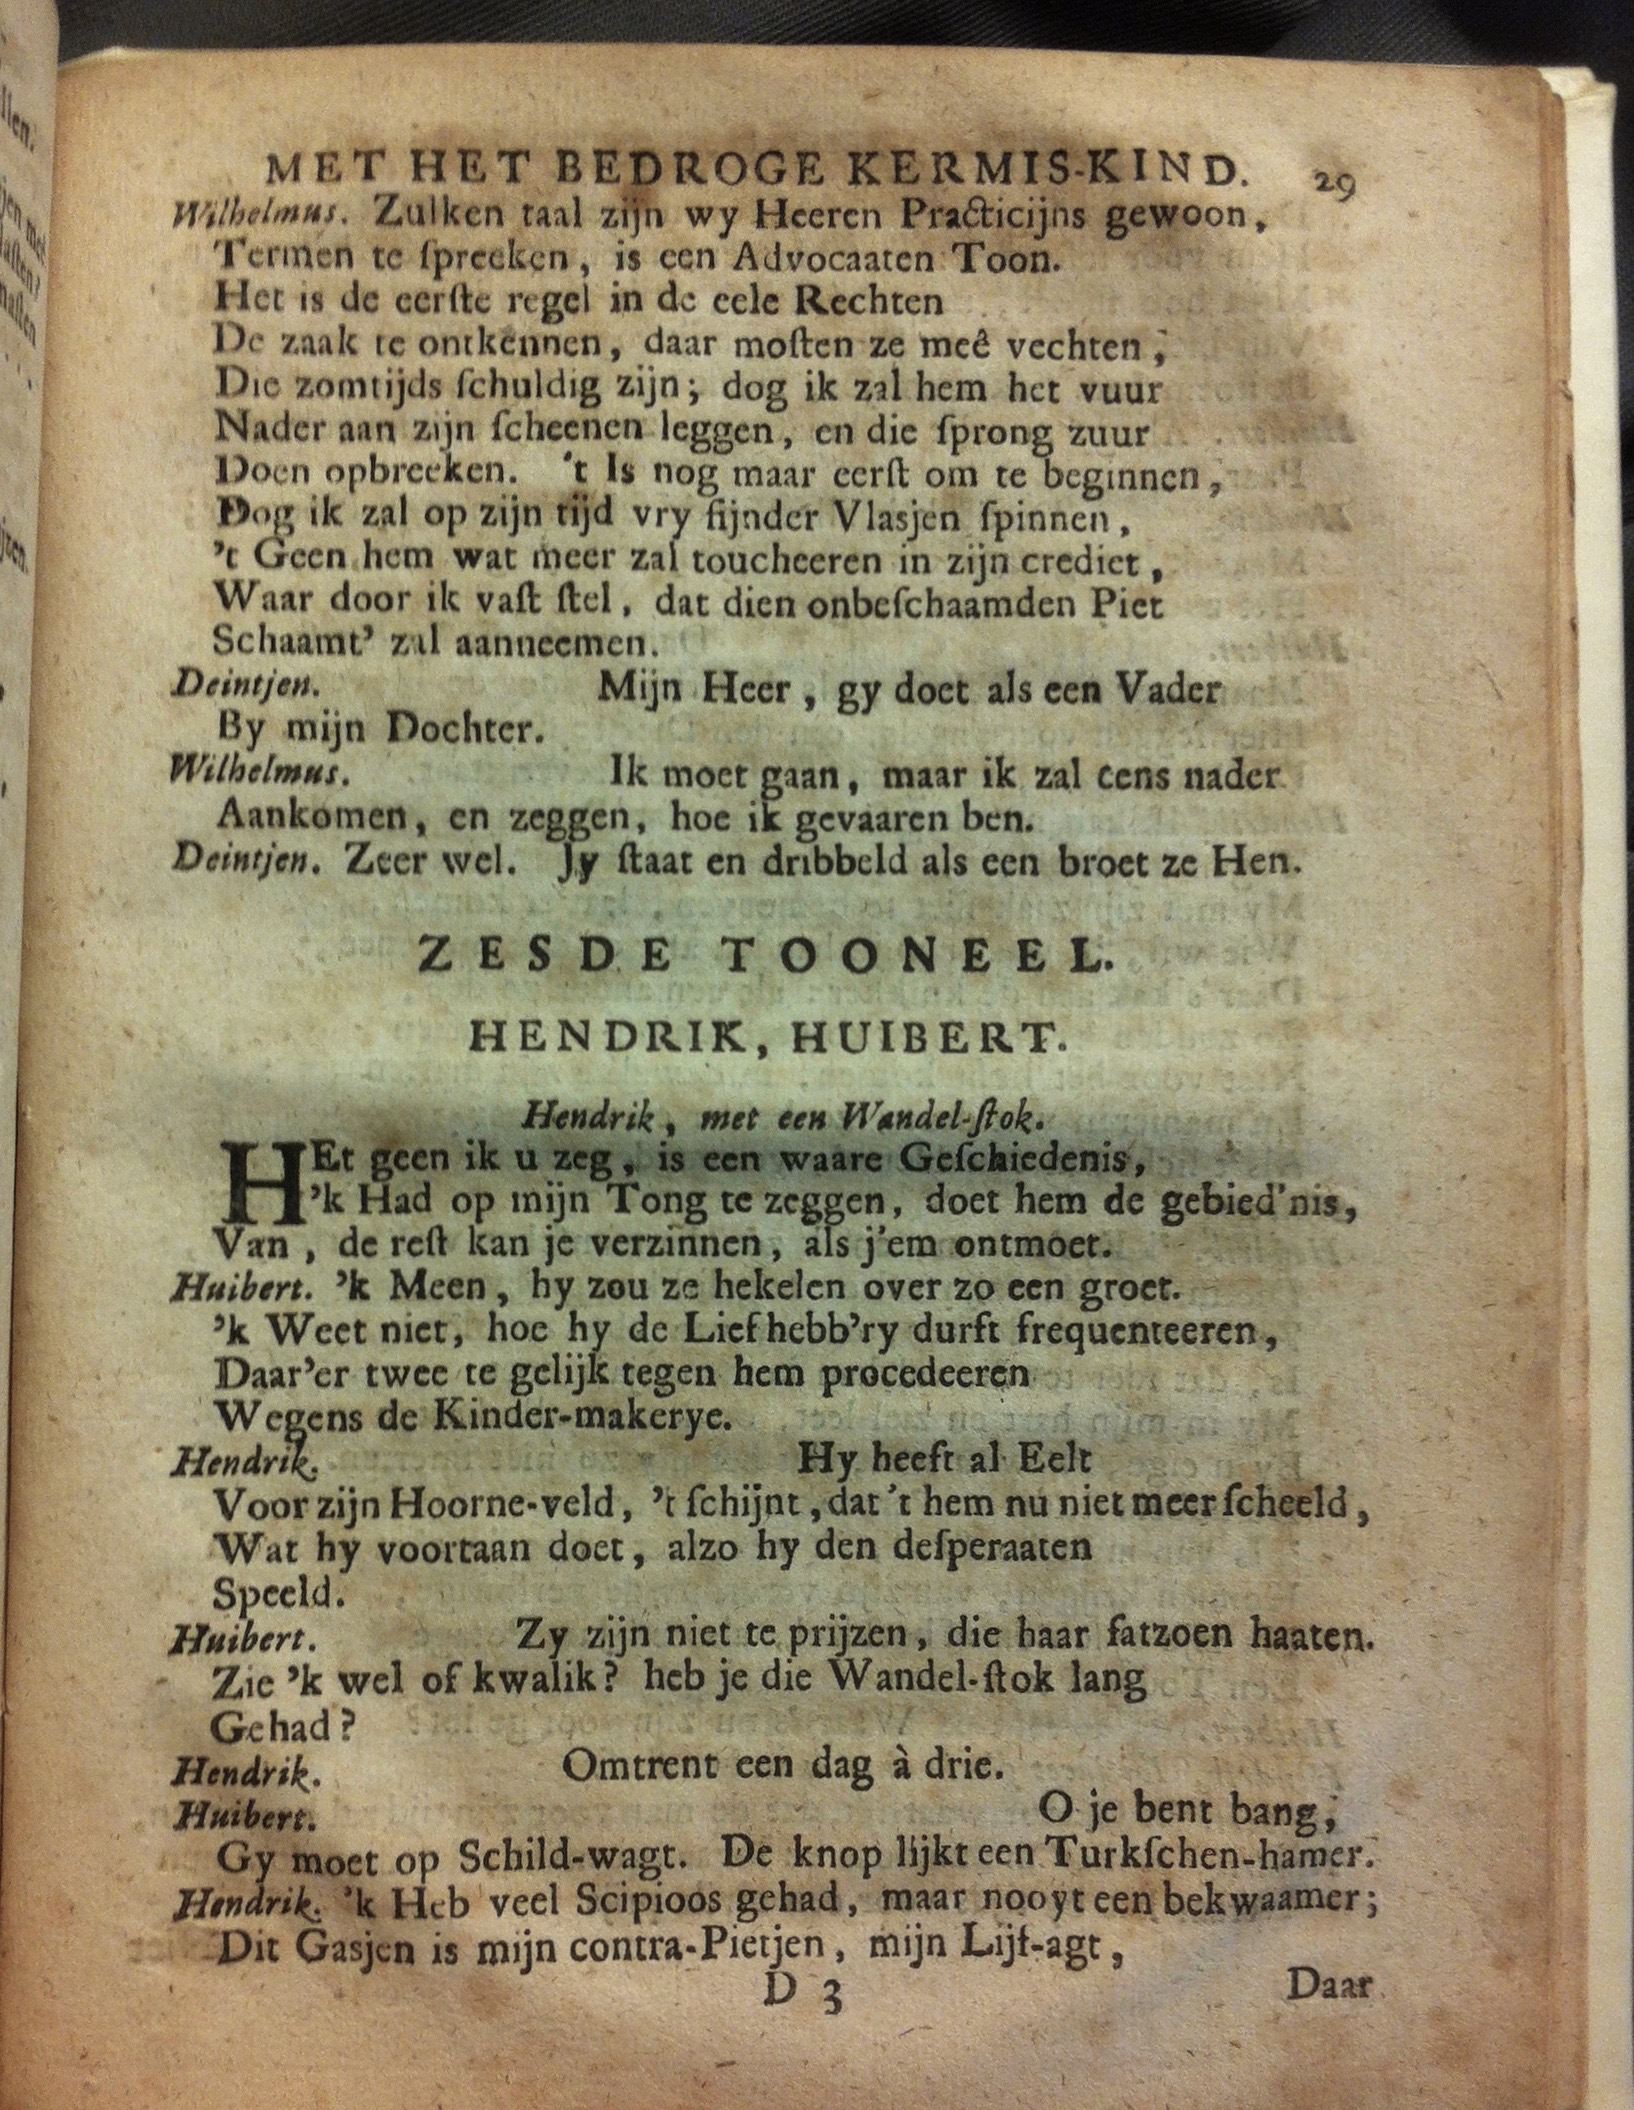 MET HET BEDROGE KERMIS-KIND. 29
Wilhelmus. Zulken taal zijn wy Heeren Practicijns gewoon,
Termen te ſpreeken, is een Advocaaten Toon.
Het is de eerſte regel in de eele Rechten
De zaak te ontkennen, daar moſten ze meê vechten,
Die zomtijds ſchuldig zijn; dog ik zal hem het vuur
Nader aan zijn ſcheenen leggen, en die ſprong zuur
Doen opbreeken. 't Is nog maar eerſt om te beginnen,
Dog ik zal op zijn tijd vry fijnder Vlasjen ſpinnen,
't Geen hem wat meer zal toucheeren in zijn crediet,
Waar door ik vaſt ſtel, dat dien onbeſchaamden Piet
Schaamt' zal aanneemen.
Deintjen. Mijn Heer, gy doet als een Vader
By mijn Dochter.
Wilhelmus. Ik moet gaan, maar ik zal eens nader
Aankomen, en zeggen, hoe ik gevaaren ben.
Deintjen. Zeer wel. Jy ſtaat en dribbeld als een broet ze Hen.
ZESDE TOONEEL.
HENDRIK, HUIBERT.
Hendrik, met een Wandel-ſtok.
HEt geen ik u zeg, is een waare Geſchiedenis,
'k Had op mijn Tong te zeggen, doet hem de gebied'nis,
Van, de reſt kan je verzinnen, als j'em ontmoet.
Huibert. 'k Meen, hy zou ze hekelen over zo een groet.
'k Weet niet, hoe hy de Liefhebb'ry durft frequenteeren,
Daar'er twee te gelijk tegen hem procedeeren
Wegens de Kinder-makerye.
Hendrik. Hy heeft al Eelt
Voor zijn Hoorne-veld, 't ſchijnt, dat 't hem nu niet meer ſcheeld,
Wat hy voortaan doet, alzo hy den deſperaaten
Speeld.
Huibert. Zy zijn niet te prijzen, die haar fatzoen haaten.
Zie 'k wel of kwalik? heb je die Wandel-ſtok lang
Gehad?
Hendrik. Omtrent een dag à drie.
Huibert. O je bent bang,
Gy moet op Schild-wagt. De knop lijkt een Turkſchen-hamer.
Hendrik. 'k Heb veel Scipioos gehad, maar nooyt een bekwaamer;
Dit Gasjen is mijn contra-Pietjen, mijn Lijf-agt,
D 3 Daar